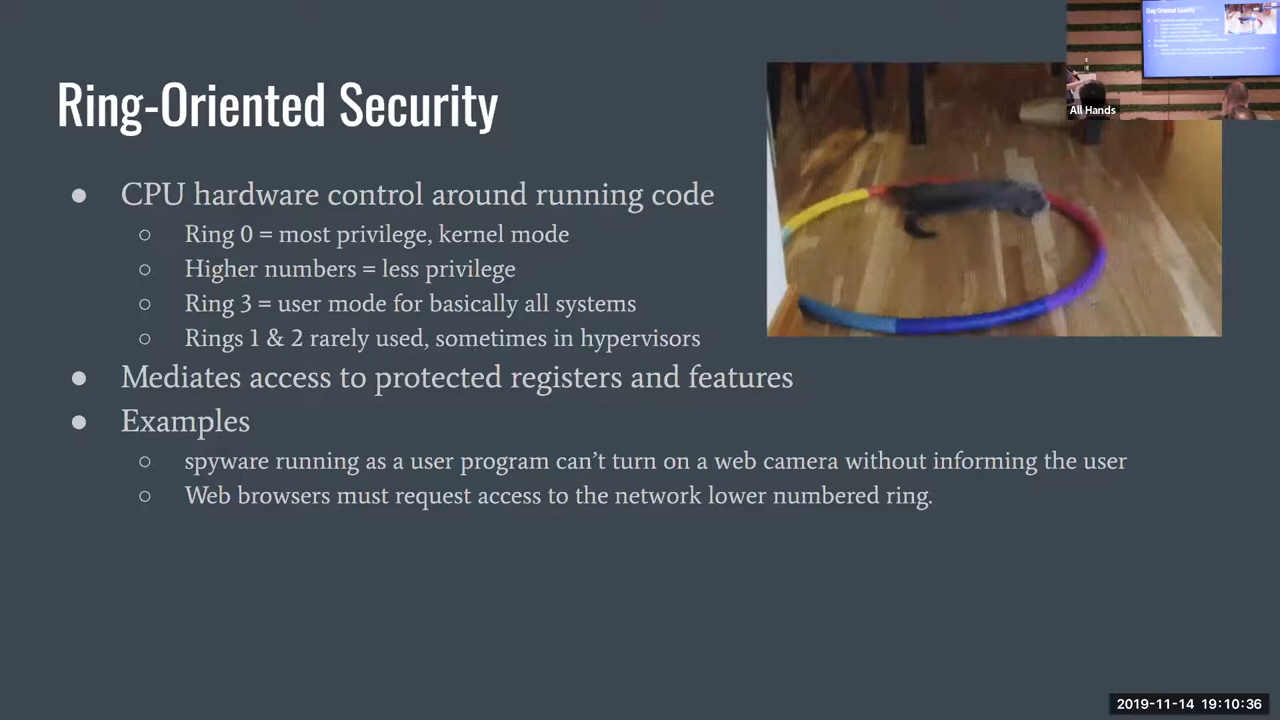 Ring-Oriented Security
All Hands
Ring-Oriented Security
● CPU hardware control around running code
○ Ring 0 = most privilege, kernel mode
○ Higher numbers = less privilege
○ Ring 3 = user mode for basically all systems
○ Rings 1 & 2 rarely used, sometimes in hypervisors
● Mediates access to protected registers and features
● Examples
○ spyware running as a user program can’t turn on a web camera without informing the user
○ Web browsers must request access to the network lower numbered ring.
2019-11-14 19:10:36